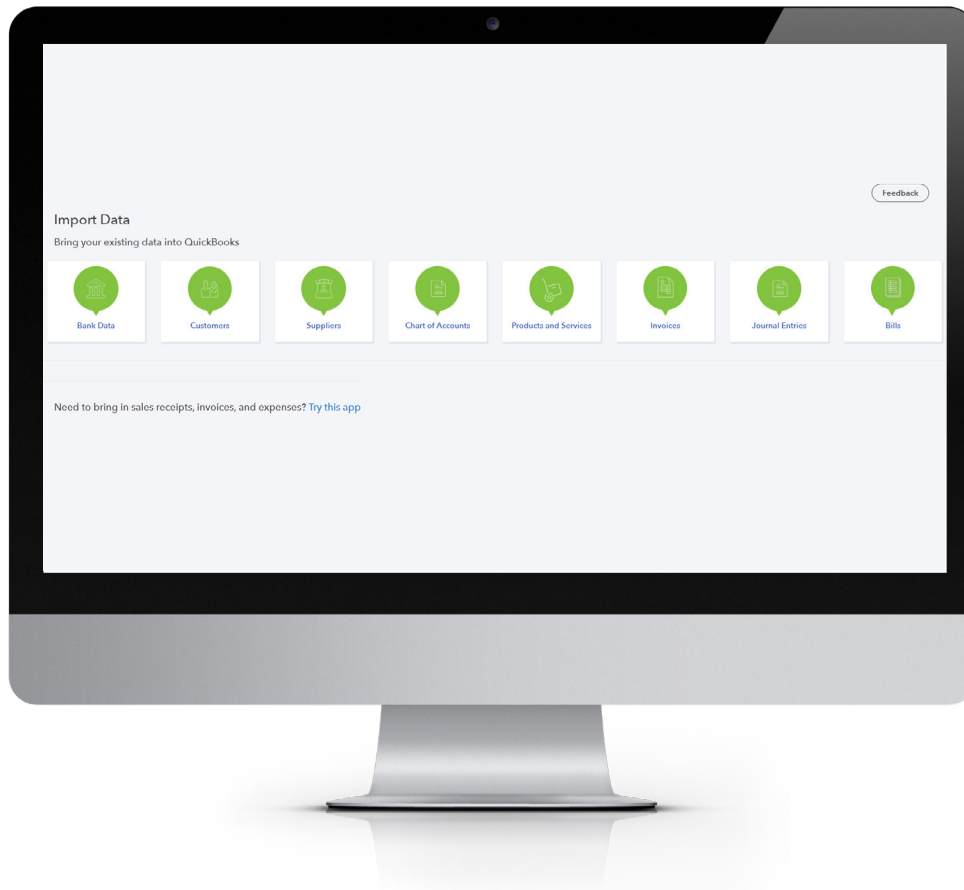 Feedback
Import Data
Bring your existing data into QuickBooks
Bank Data
Customers
Suppliers
Chart of Accounts
Products and Services
Invoices
Journal Entries
Bills
Need to bring in sales receipts, invoices, and expenses? Try this app